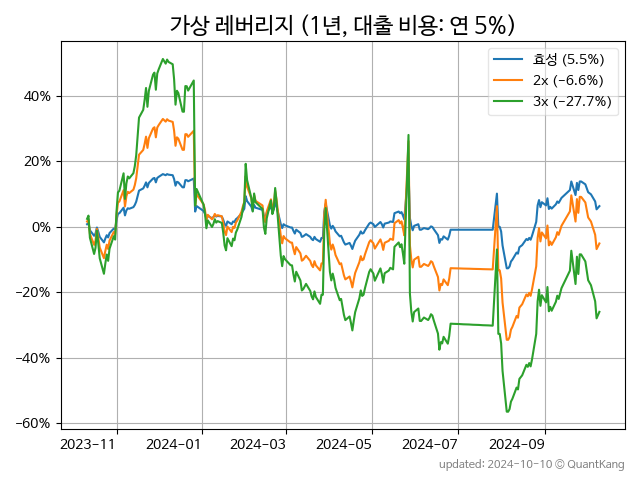 가상 레버리지 (1년, 대출 비용: 연 5%)
효성 (5.5%)
2x (-6.6%)
3x (-27.7%)
40%
20%
0%
−20%
−40%
−60%
2023-11
2024-01
2024-03
2024-05
2024-07
2024-09
updated: 2024-10-10 © QuantKang